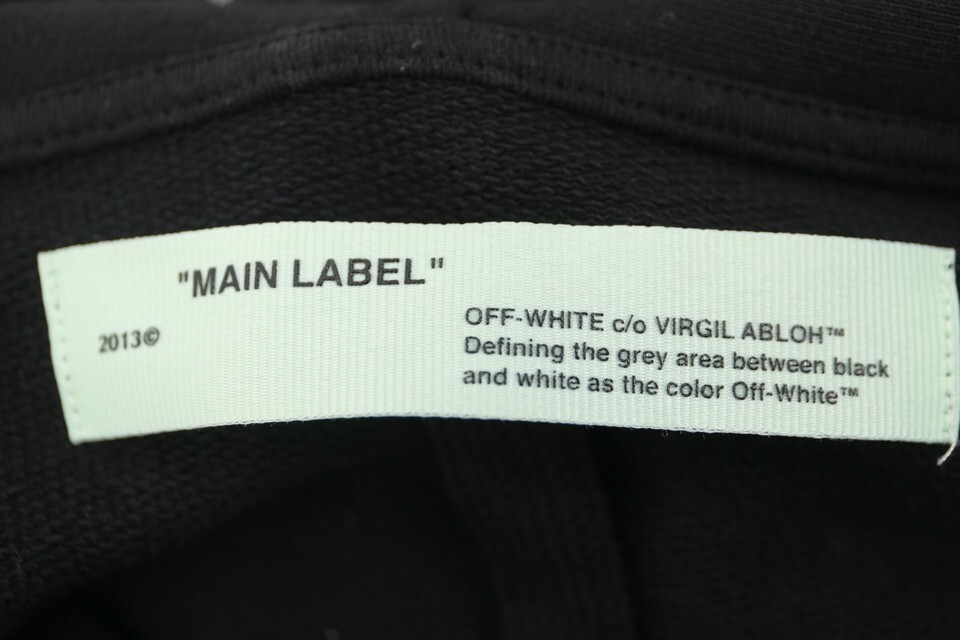 "MAIN LABEL"
2013©
OFF-WHITE c/o VIRGIL ABLOH™
Defining the grey area between black
and white as the color Off-White™